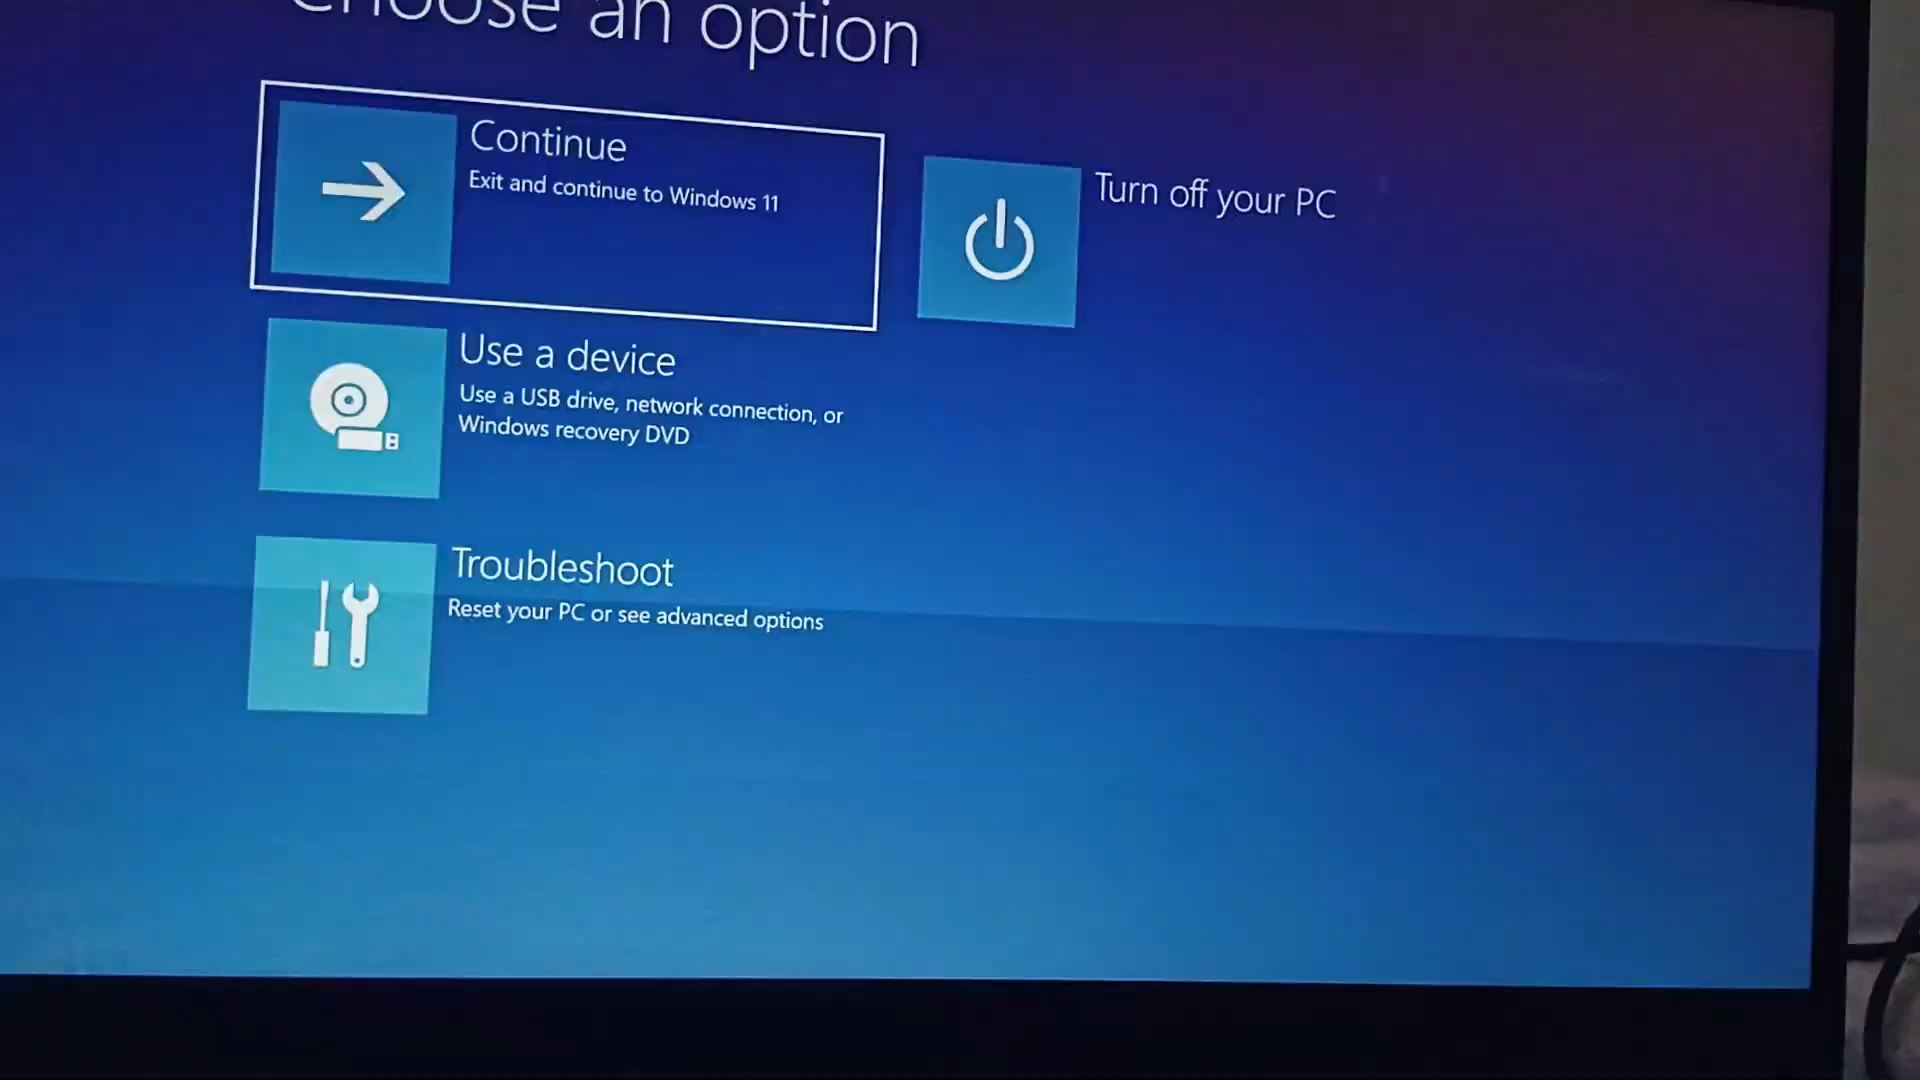 Choose an option
Continue
Exit and continue to Windows 11
Turn off your PC
Use a device
Use a USB drive, network connection, or
Windows recovery DVD
Troubleshoot
Reset your PC or see advanced options